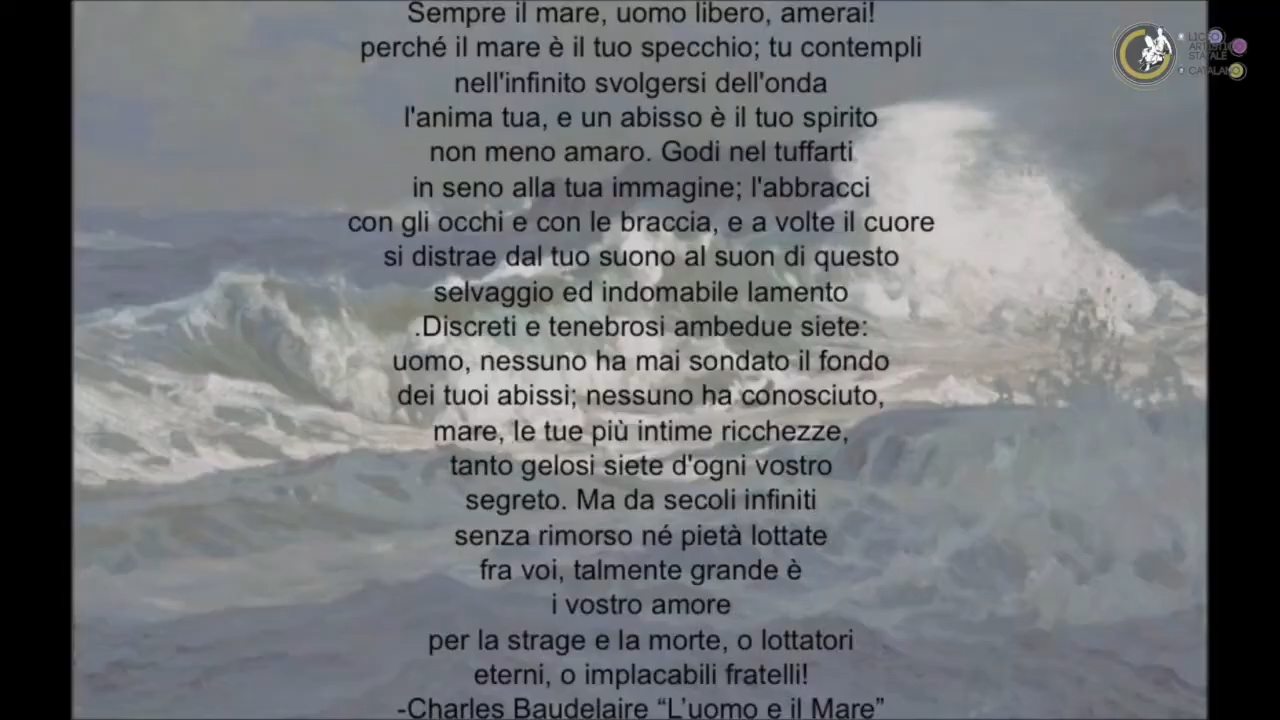 Sempre il mare, uomo libero, amerai!
perché il mare è il tuo specchio; tu contempli
nell'infinito svolgersi dell'onda
l'anima tua, e un abisso è il tuo spirito
non meno amaro. Godi nel tuffarti
in seno alla tua immagine; l'abbracci
con gli occhi e con le braccia, e a volte il cuore
si distrae dal tuo suono al suon di questo
selvaggio ed indomabile lamento
.Discreti e tenebrosi ambedue siete:
uomo, nessuno ha mai sondato il fondo
dei tuoi abissi; nessuno ha conosciuto,
mare, le tue più intime ricchezze,
tanto gelosi siete d'ogni vostro
segreto. Ma da secoli infiniti
senza rimorso né pietà lottate
fra voi, talmente grande è
i vostro amore
per la strage e la morte, o lottatori
eterni, o implacabili fratelli!
-Charles Baudelaire “L’uomo e il Mare”
LICEO
ARTISTICO
STATALE
CATALANO